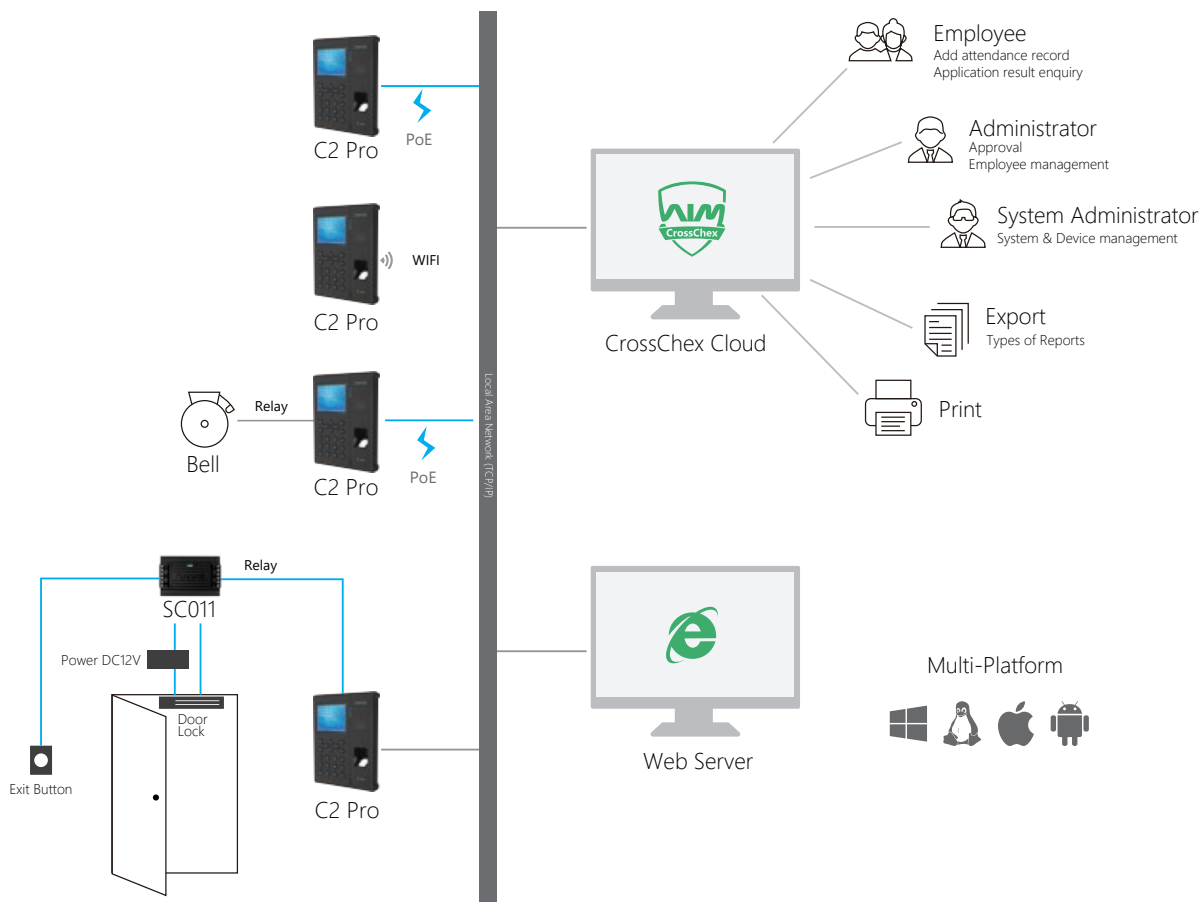 PoE
C2 Pro
WIFI
C2 Pro
Relay
Bell
PoE
C2 Pro
Relay
SC011
Power DC12V
Door
Lock
Exit Button
C2 Pro
Local Area Network (TCP/IP)
AIM
CrossChex
CrossChex Cloud
Employee
Add attendance record
Application result enquiry
Administrator
Approval
Employee management
System Administrator
System & Device management
Export
Types of Reports
Print
Web Server
Multi-Platform